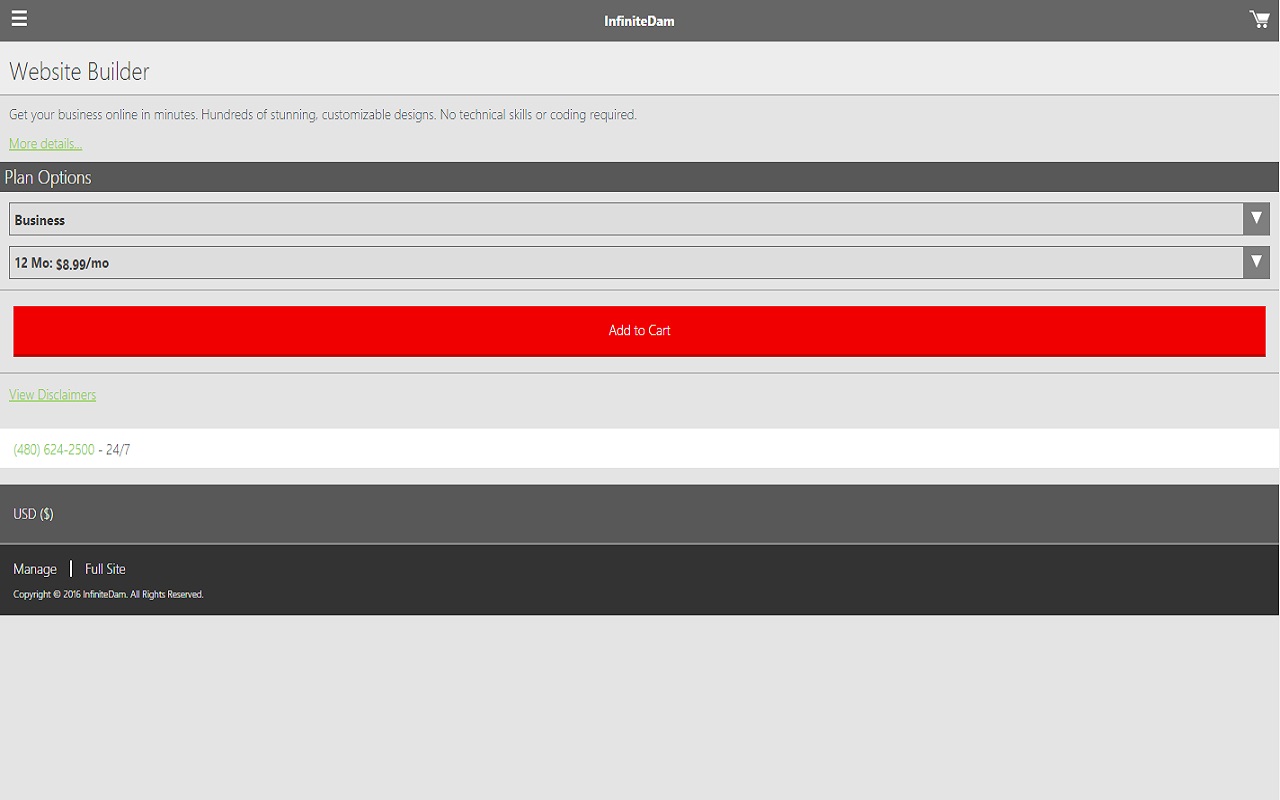 InfiniteDam
Website Builder
Get your business online in minutes. Hundreds of stunning, customizable designs. No technical skills or coding required.
More details...
Plan Options
Business
12 Mo: $8.99/mo
Add to Cart
View Disclaimers
(480) 624-2500 - 24/7
USD ($)
Manage | Full Site
Copyright © 2016 InfiniteDam. All Rights Reserved.